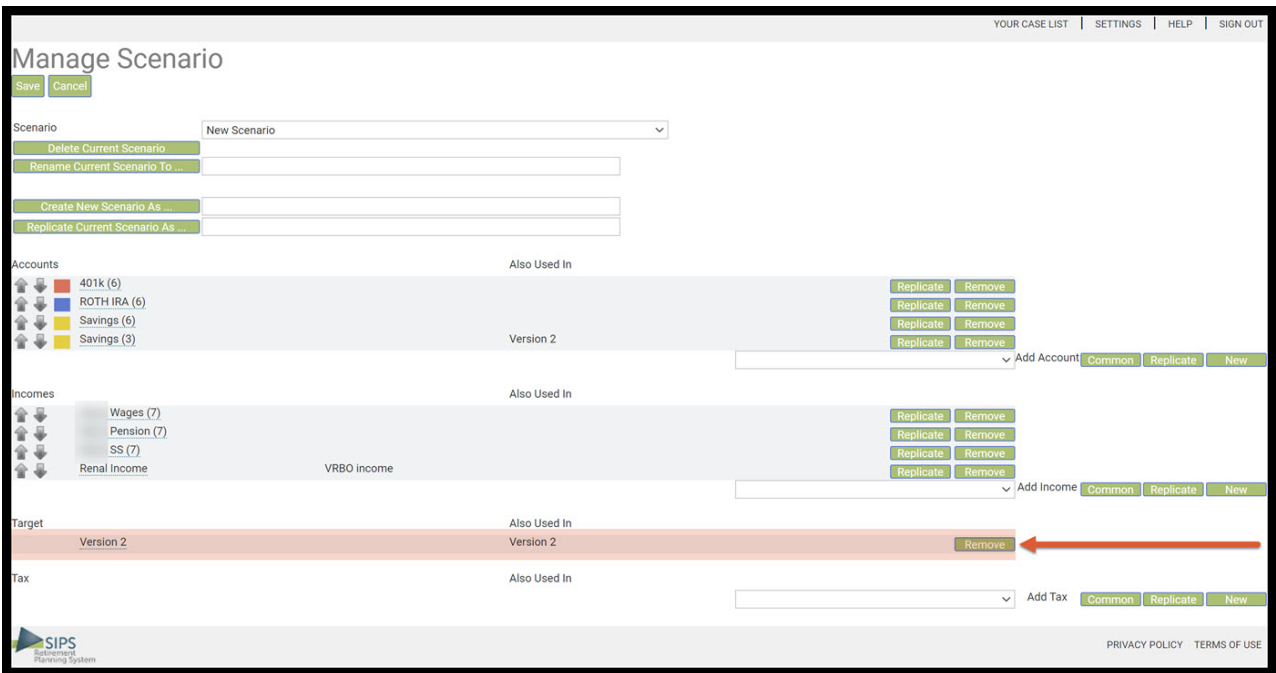 YOUR CASE LIST SETTINGS HELP SIGN OUT
Manage Scenario
Save Cancel
Scenario New Scenario
Delete Current Scenario
Rename Current Scenario To ...
Create New Scenario As ...
Replicate Current Scenario As ...
Accounts Also Used In
401k (6) Replicate Remove
ROTH IRA (6) Replicate Remove
Savings (6) Replicate Remove
Savings (3) Version 2 Replicate Remove
Add Account Common Replicate New
Incomes Also Used In
Wages (7) Replicate Remove
Pension (7) Replicate Remove
SS (7) Replicate Remove
Renal Income VRBO income Replicate Remove
Add Income Common Replicate New
Target Also Used In
Version 2 Version 2 Remove
Tax Also Used In
Add Tax Common Replicate New
SIPS
Retirement
Planning System
PRIVACY POLICY TERMS OF USE